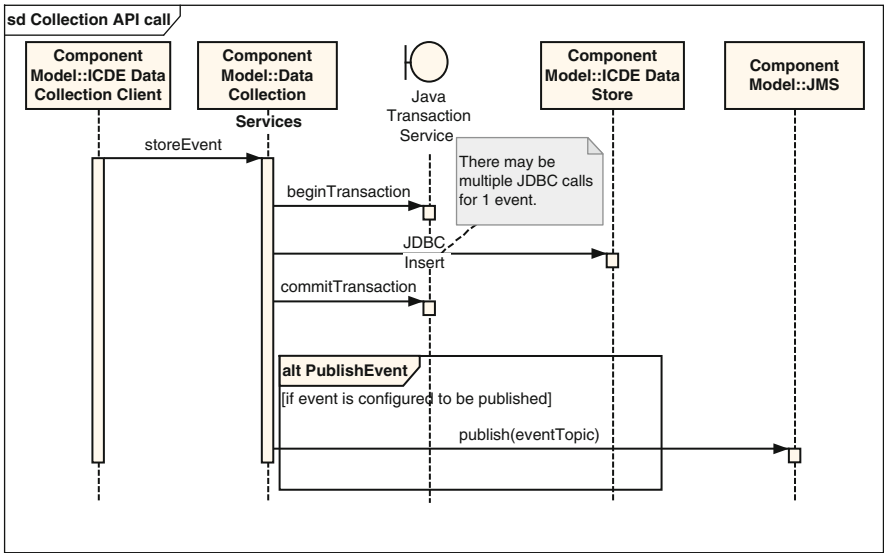 sd Collection API call
Component
Model::ICDE Data
Collection Client
Component
Model::Data
Collection
Services
Java
Transaction
Service
Component
Model::ICDE Data
Store
Component
Model::JMS
storeEvent
There may be
multiple JDBC calls
for 1 event.
beginTransaction
JDBC
Insert
commitTransaction
alt PublishEvent
[if event is configured to be published]
publish(eventTopic)